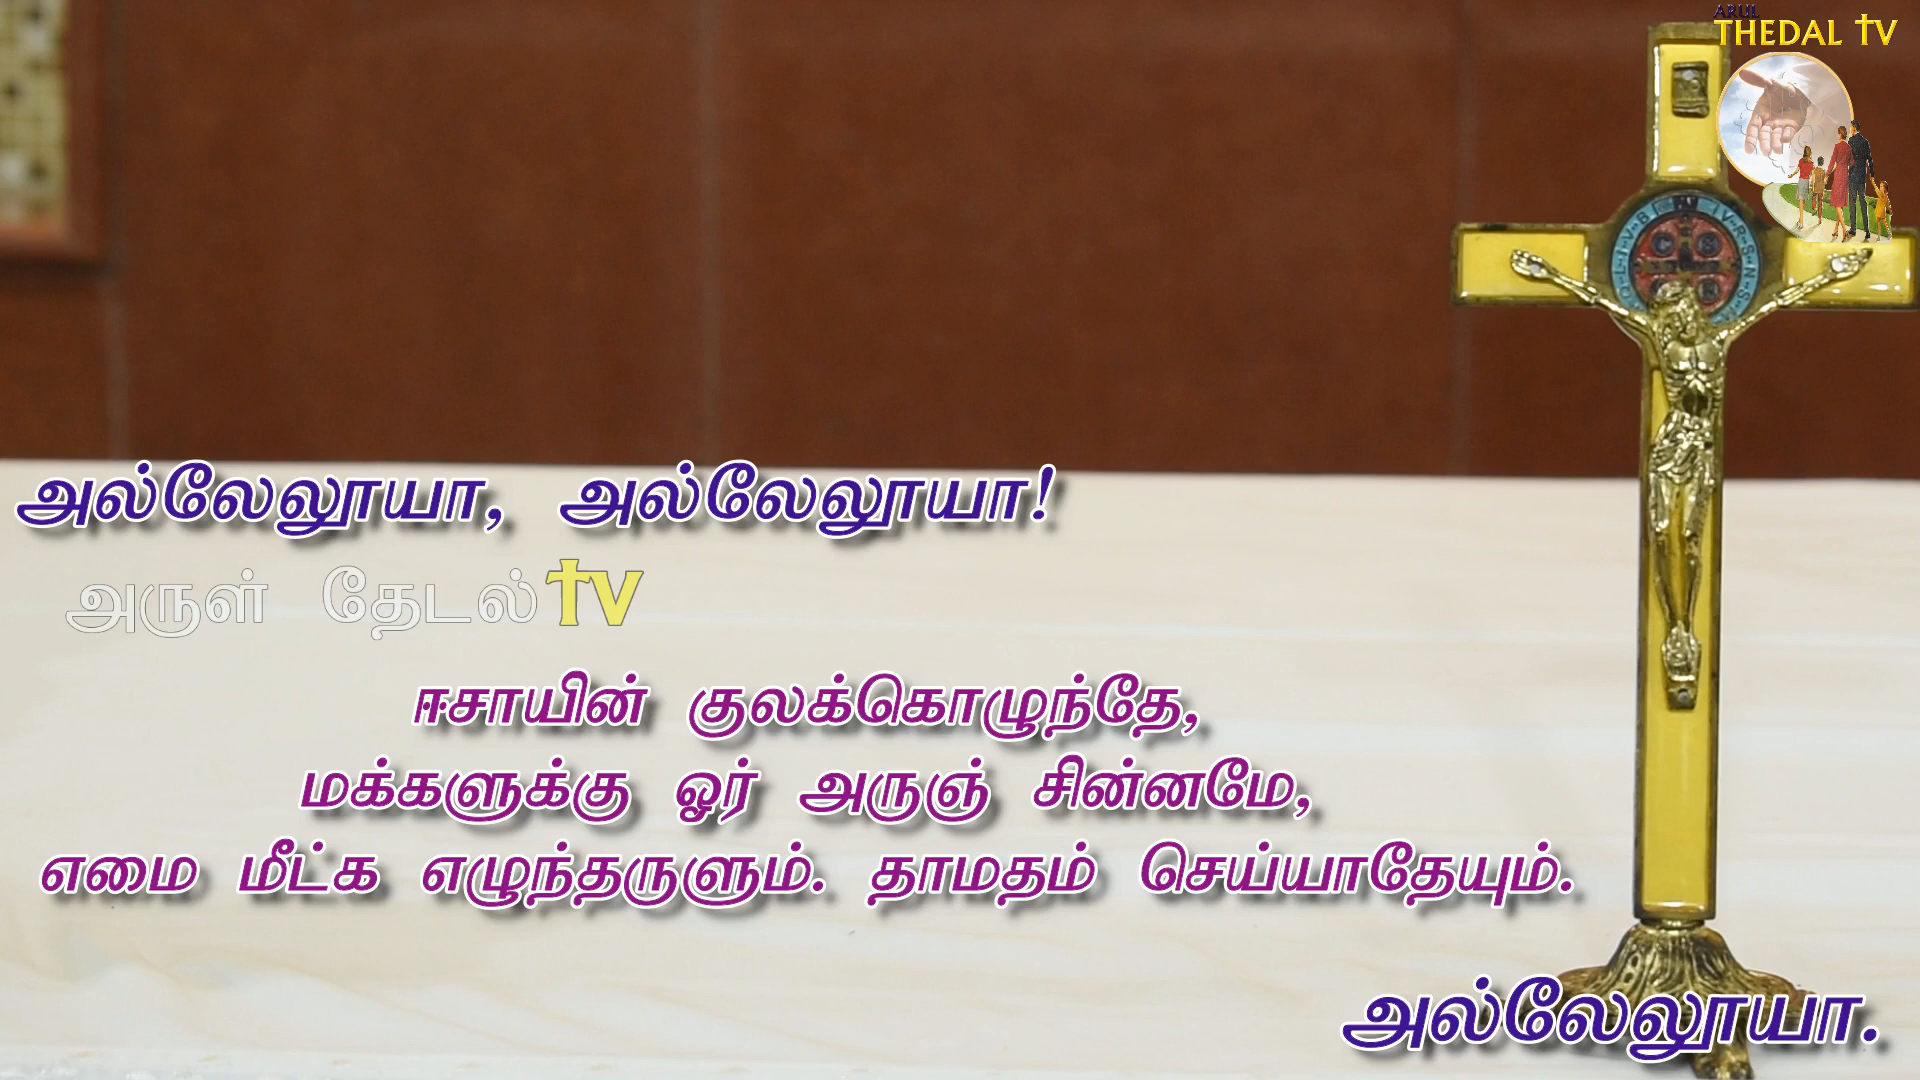 ARUL
THEDAL TV
அல்லேலூயா, அல்லேலூயா!
அருள் தேடல் TV
ஈசாயின் குலக்கொழுந்தே,
மக்களுக்கு ஓர் அருஞ் சின்னமே,
எமை மீட்க எழுந்தருளும். தாமதம் செய்யாதேயும்.
அல்லேலூயா.